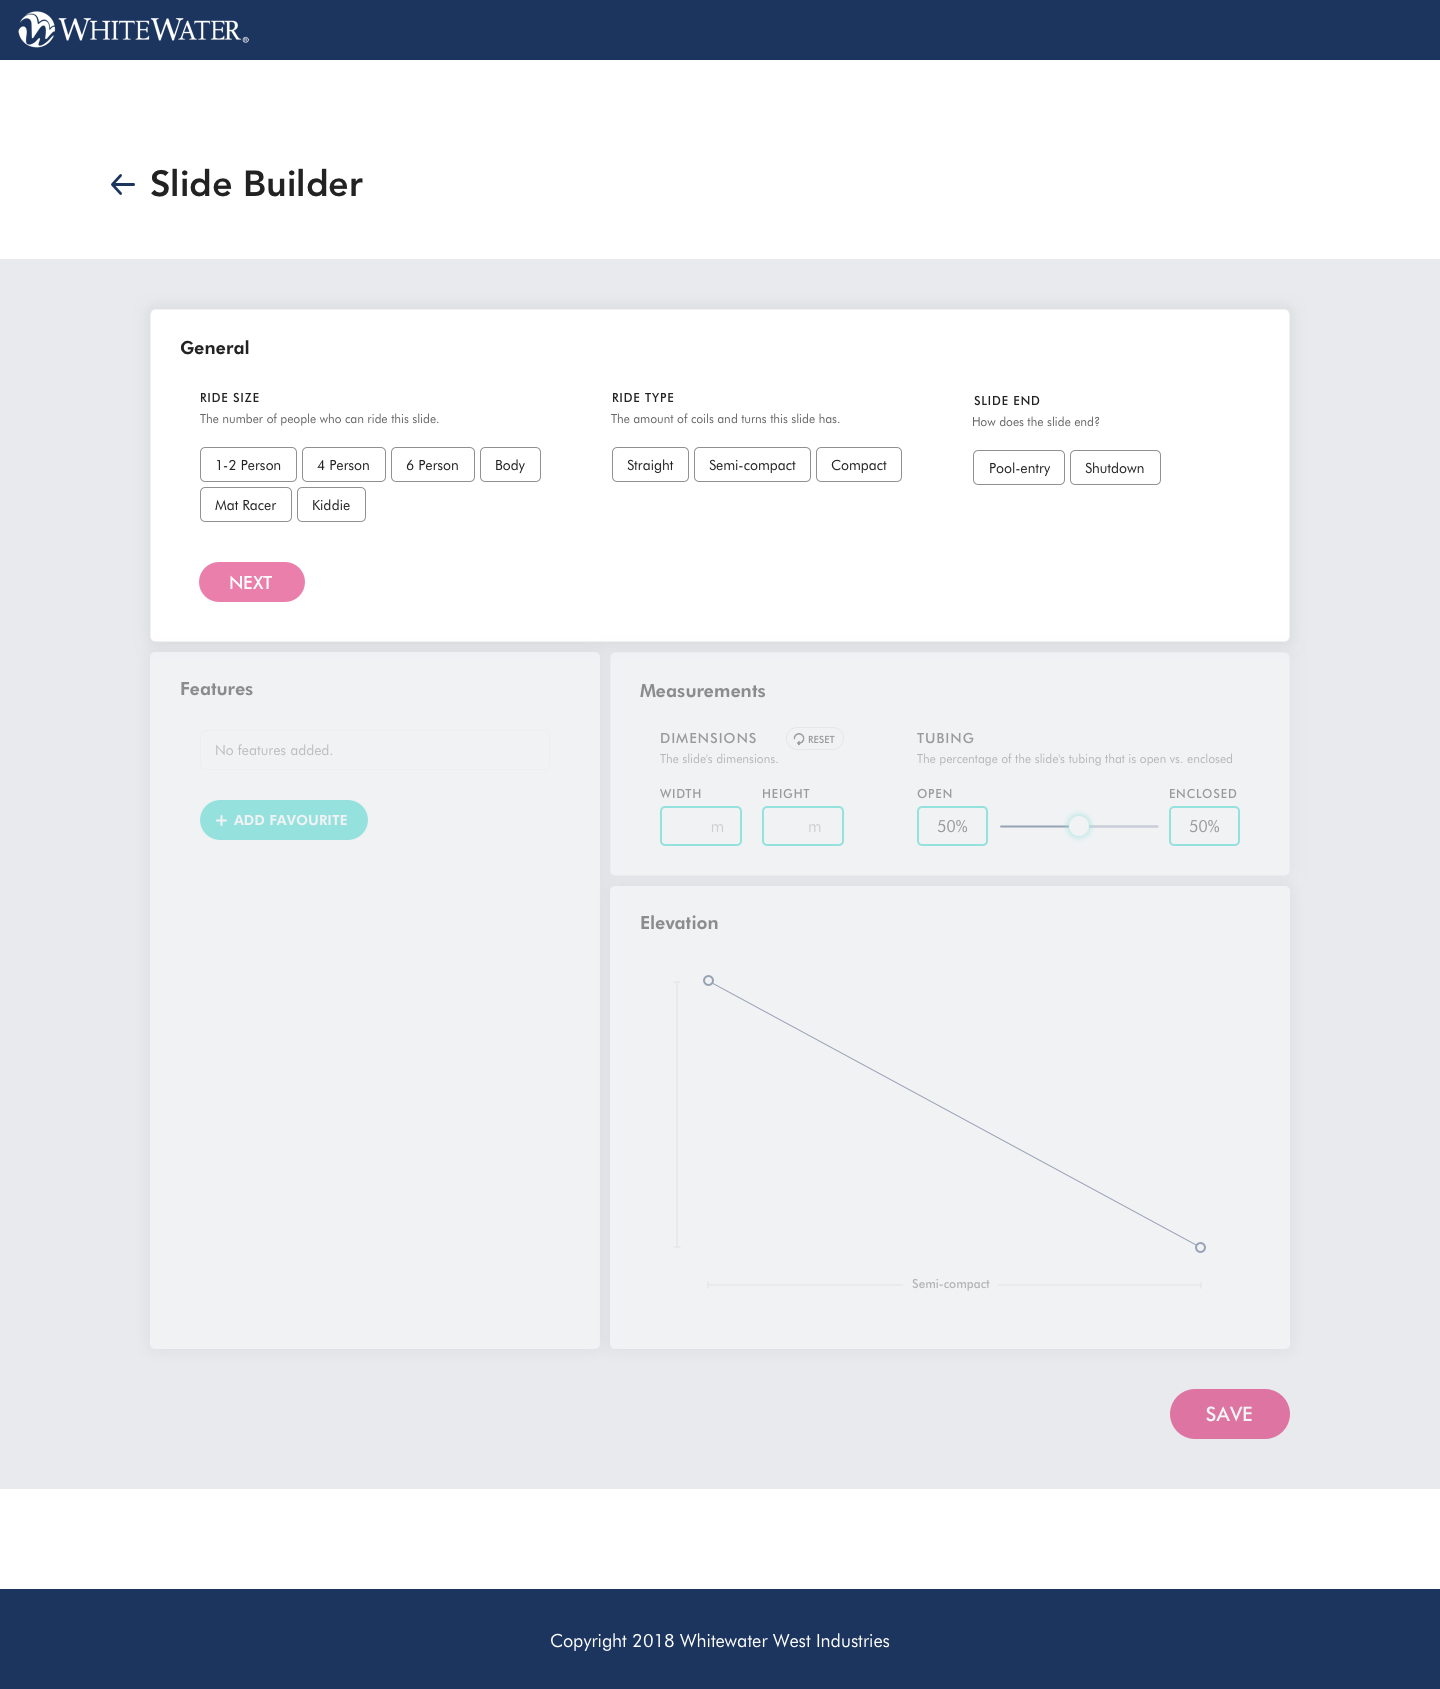 WHITEWATER®
Slide Builder
General
RIDE SIZE
The number of people who can ride this slide.
1-2 Person
4 Person
6 Person
Body
Mat Racer
Kiddie
RIDE TYPE
The amount of coils and turns this slide has.
Straight
Semi-compact
Compact
SLIDE END
How does the slide end?
Pool-entry
Shutdown
NEXT
Features
No features added.
+ ADD FAVOURITE
Measurements
DIMENSIONS
RESET
The slide's dimensions.
WIDTH
HEIGHT
m
m
TUBING
The percentage of the slide's tubing that is open vs. enclosed
OPEN
ENCLOSED
50%
50%
Elevation
Semi-compact
SAVE
Copyright 2018 Whitewater West Industries